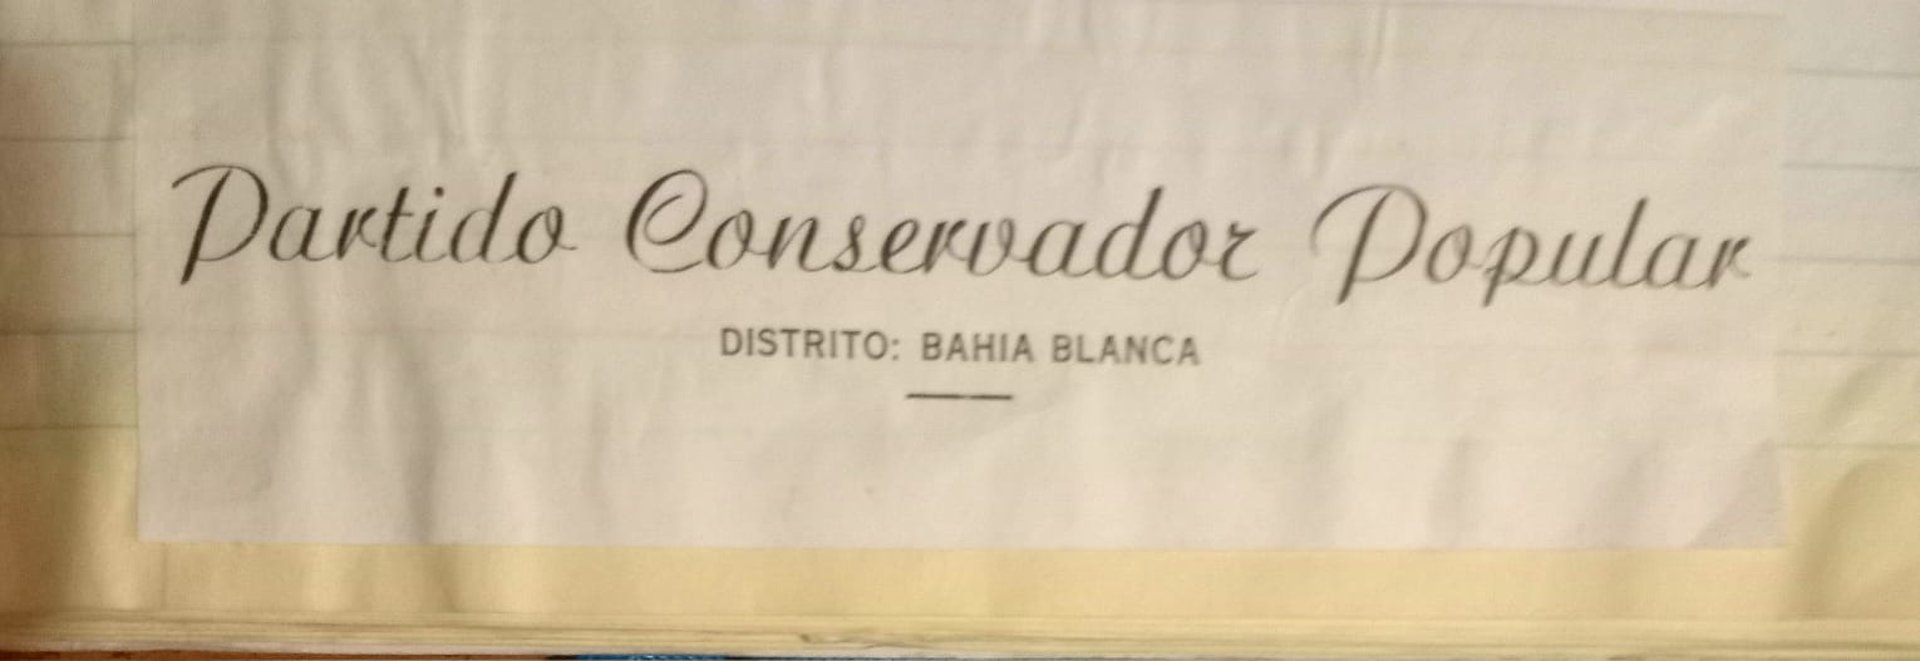 Partido Conservador Popular
DISTRITO: BAHIA BLANCA